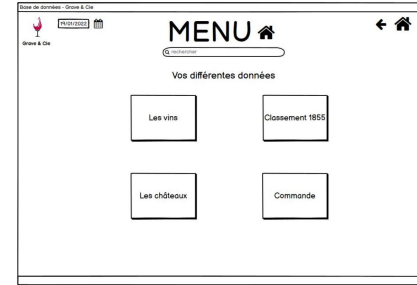 Base de données - Grave & Cie
19/01/2022
MENU
Grave & Cie
rechercher
Vos différentes données
Les vins
Classement 1855
Les châteaux
Commande